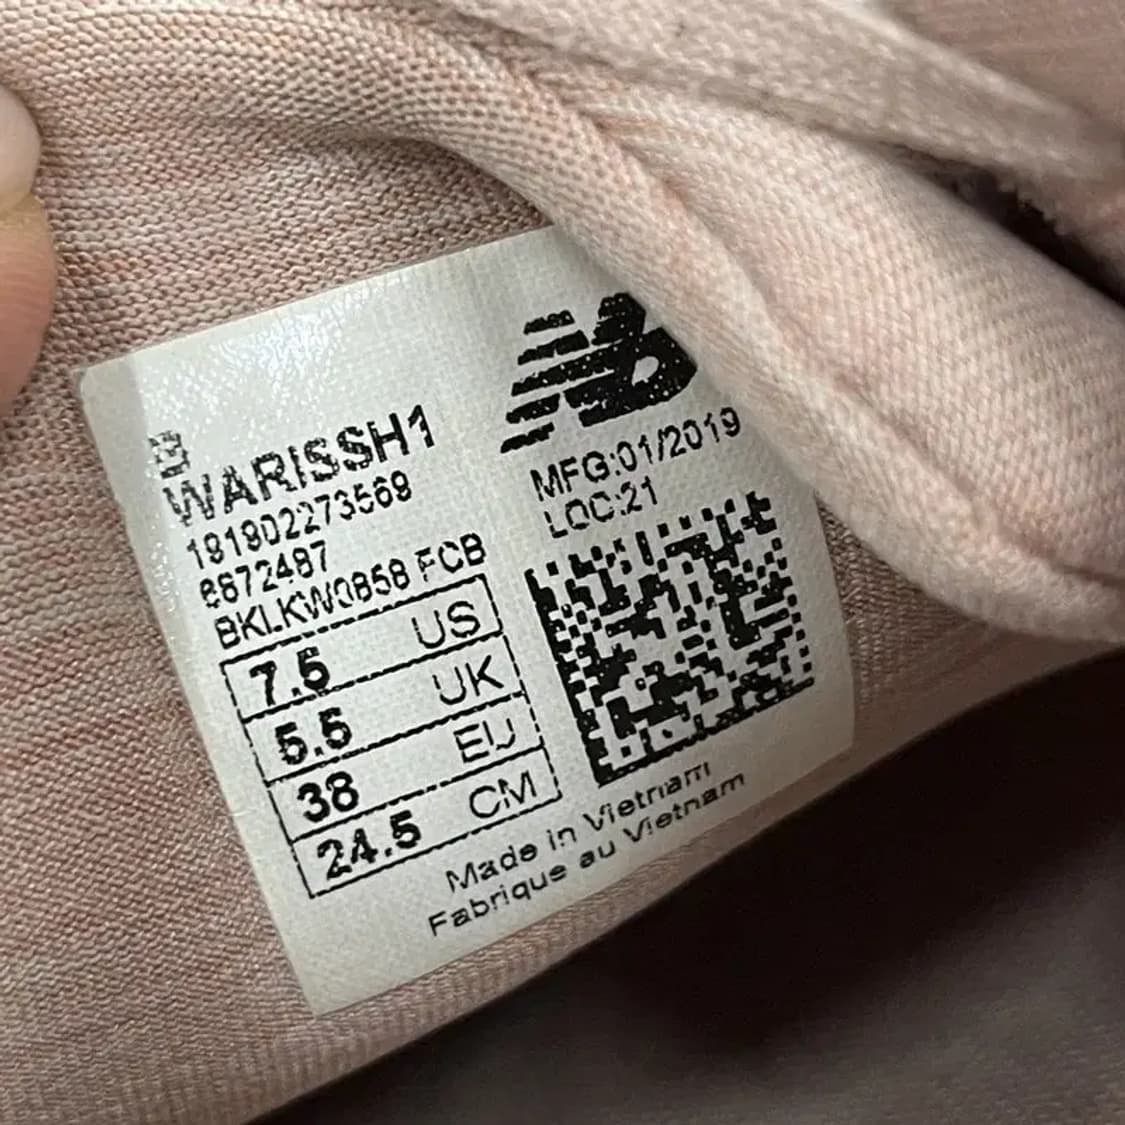 B
WARISSH1
191902273569
6672487
BKLKW0858 FCB
7.5 US
5.5 UK
38 EU
24.5 CM
MFG:01/2019
LOC:21
Made in Vietnam
Fabrique au Vietnam